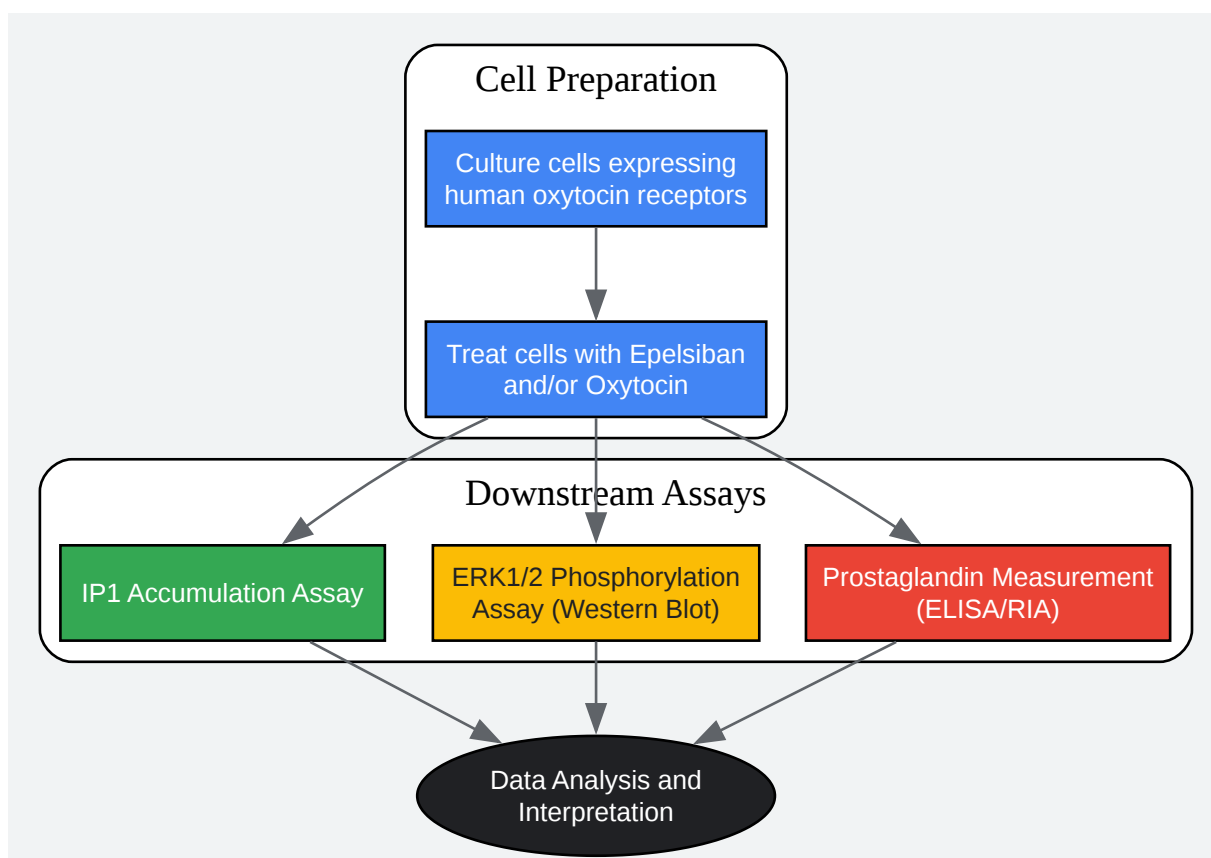 Cell Preparation
Culture cells expressing
human oxytocin receptors
Treat cells with Epelsiban
and/or Oxytocin
Downstream Assays
IP1 Accumulation Assay
ERK1/2 Phosphorylation
Assay (Western Blot)
Prostaglandin Measurement
(ELISA/RIA)
Data Analysis and
Interpretation